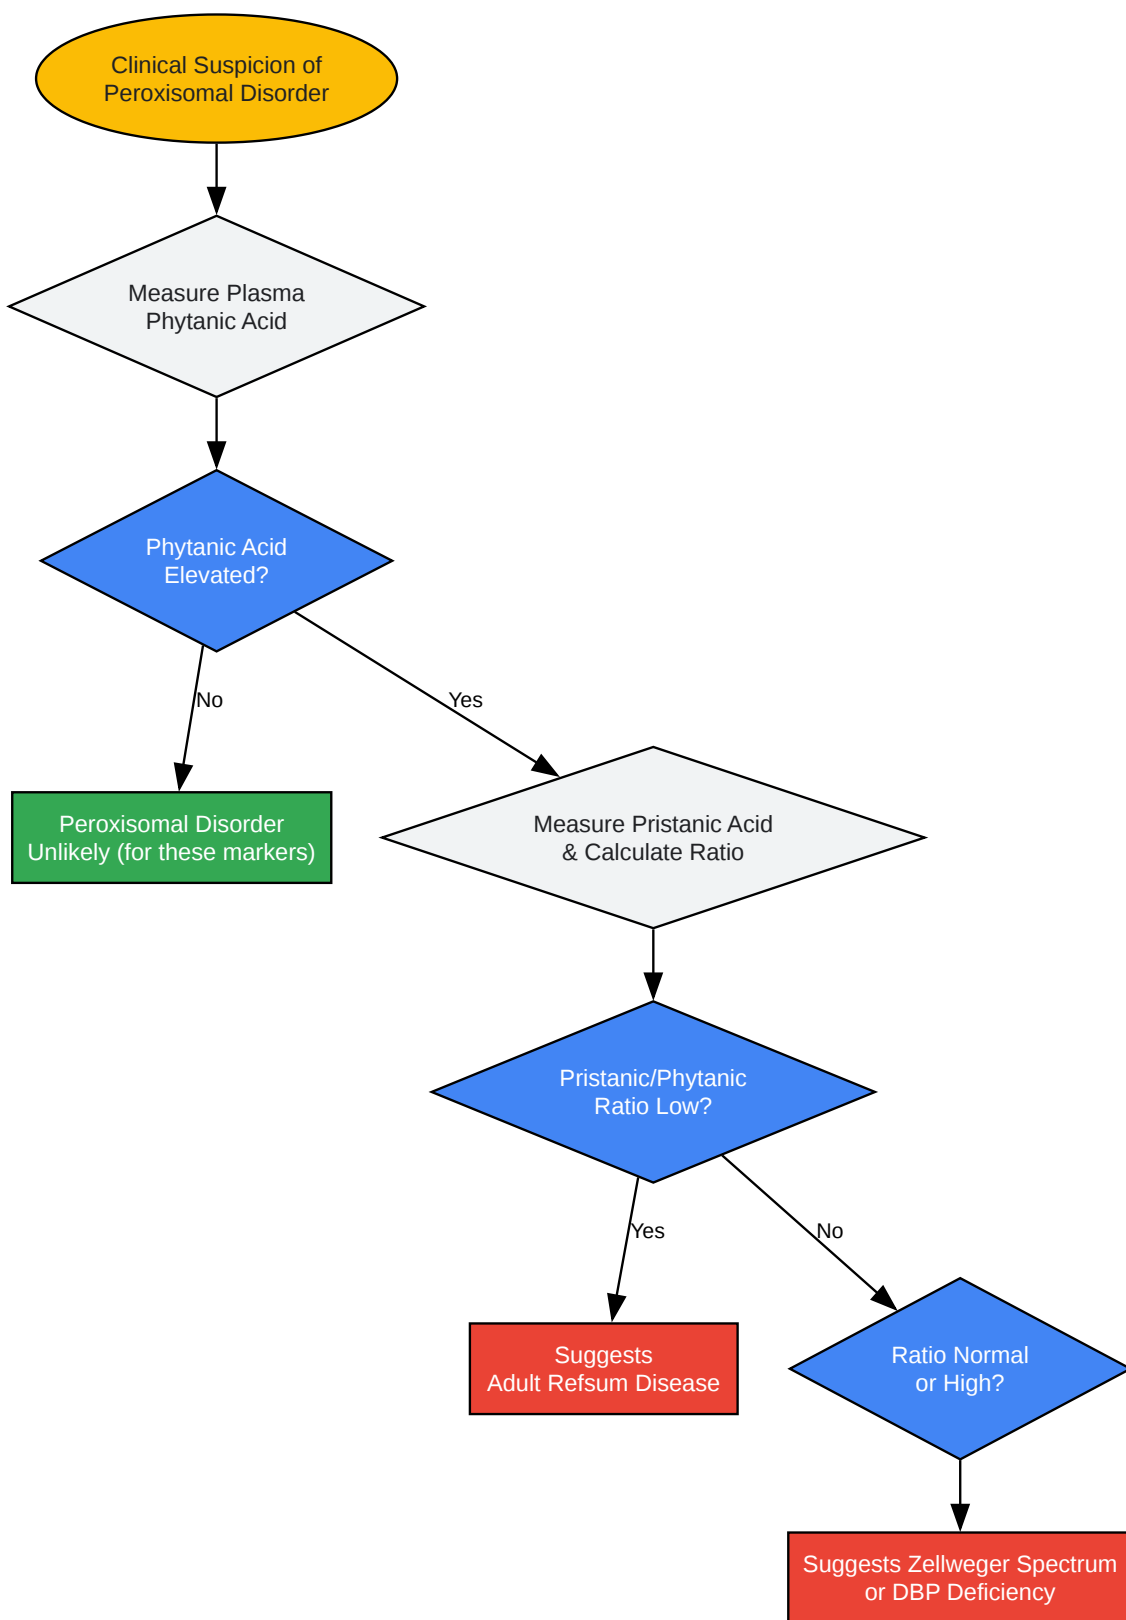 Clinical Suspicion of
Peroxisomal Disorder
Measure Plasma
Phytanic Acid
Phytanic Acid
Elevated?
No
Yes
Peroxisomal Disorder
Unlikely (for these markers)
Measure Pristanic Acid
& Calculate Ratio
Pristanic/Phytanic
Ratio Low?
Yes
No
Suggests
Adult Refsum Disease
Ratio Normal
or High?
Suggests Zellweger Spectrum
or DBP Deficiency